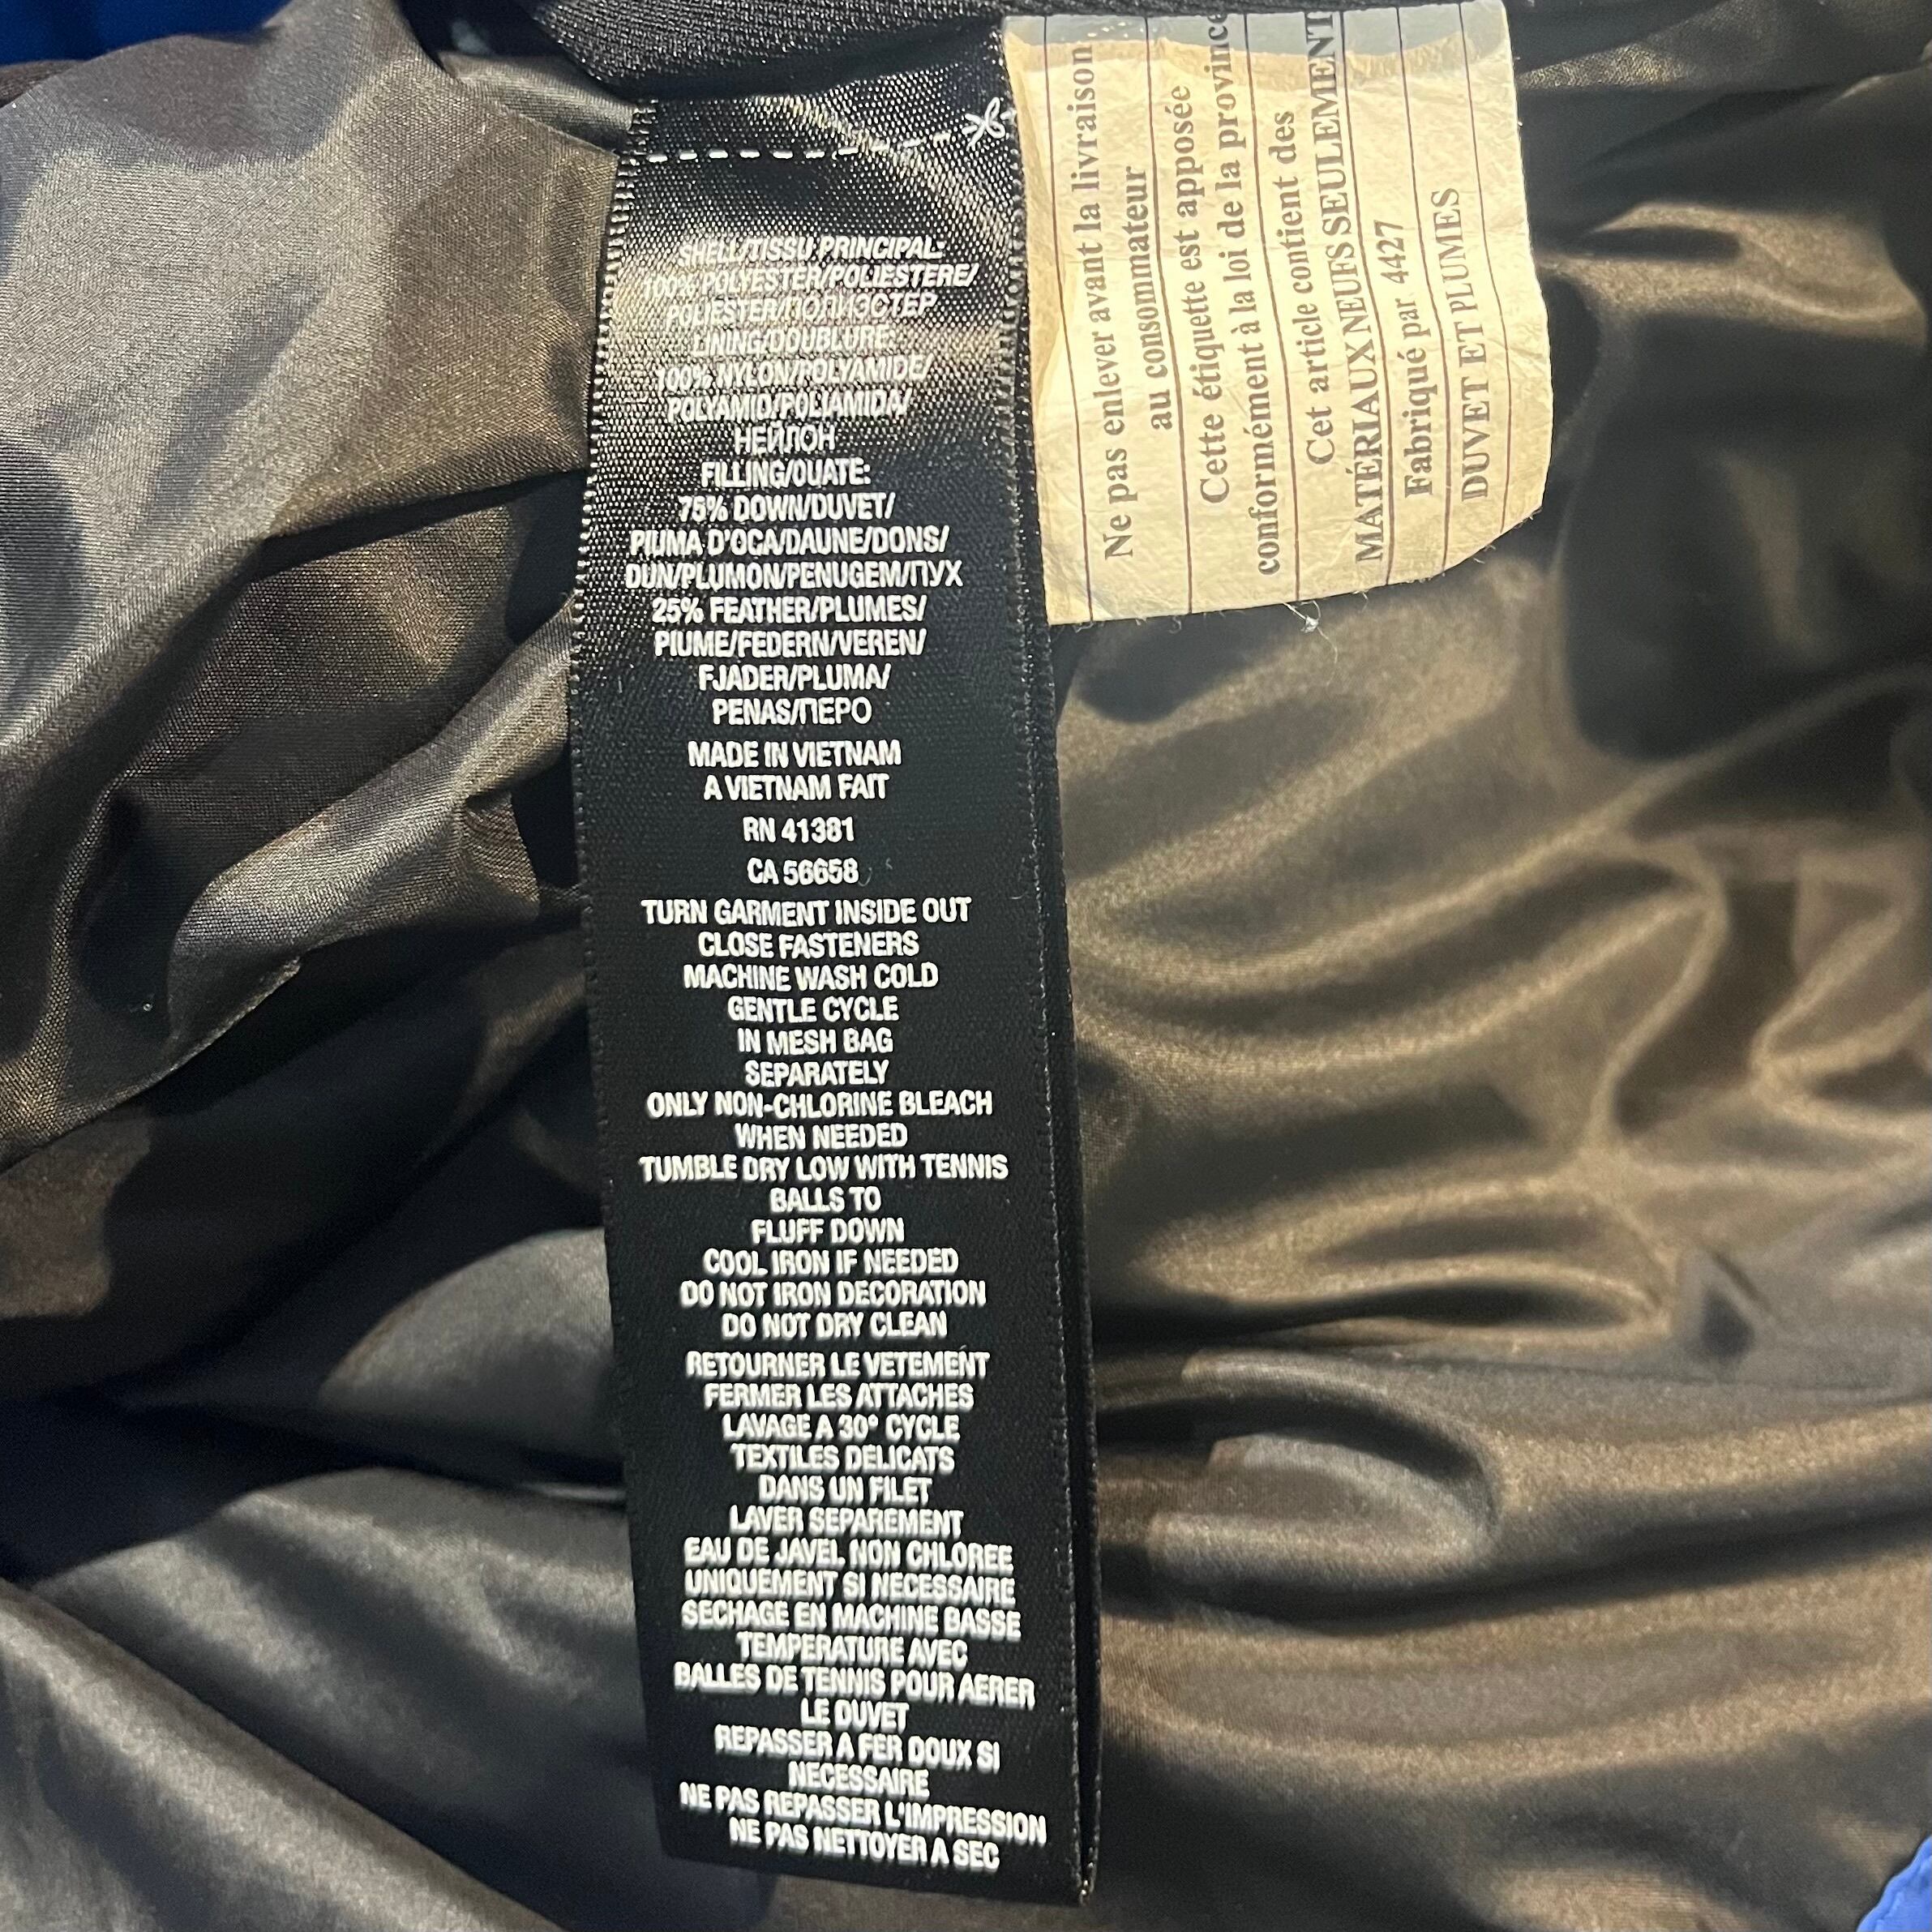 SHELL/TISSU PRINCIPAL:
100% POLYESTER/POLIESTERE/
POLIESTER/ПОЛИЭСТЕР
LINING/DOUBLURE:
100% NYLON/POLYAMIDE/
POLYAMID/POLIAMIDA/
НЕЙЛОН
FILLING/OUATE:
75% DOWN/DUVET/
PIUMA D'OCA/DAUNE/DONS/
DUN/PLUMON/PENUGEM/ПУХ
25% FEATHER/PLUMES/
PIUME/FEDERN/VEREN/
FJADER/PLUMA/
PENAS/ПЕРО
MADE IN VIETNAM
A VIETNAM FAIT
RN 41381
CA 56658
TURN GARMENT INSIDE OUT
CLOSE FASTENERS
MACHINE WASH COLD
GENTLE CYCLE
IN MESH BAG
SEPARATELY
ONLY NON-CHLORINE BLEACH
WHEN NEEDED
TUMBLE DRY LOW WITH TENNIS
BALLS TO
FLUFF DOWN
COOL IRON IF NEEDED
DO NOT IRON DECORATION
DO NOT DRY CLEAN
RETOURNER LE VETEMENT
FERMER LES ATTACHES
LAVAGE A 30° CYCLE
TEXTILES DELICATS
DANS UN FILET
LAVER SEPAREMENT
EAU DE JAVEL NON CHLOREE
UNIQUEMENT SI NECESSAIRE
SECHAGE EN MACHINE BASSE
TEMPERATURE AVEC
BALLES DE TENNIS POUR AERER
LE DUVET
REPASSER A FER DOUX SI
NECESSAIRE
NE PAS REPASSER L'IMPRESSION
NE PAS NETTOYER A SEC
Ne pas enlever avant la livraison
au consommateur
Cette étiquette est apposée
conformément à la loi de la province
Cet article contient des
MATÉRIAUX NEUFS SEULEMENT
Fabriqué par 4427
DUVET ET PLUMES